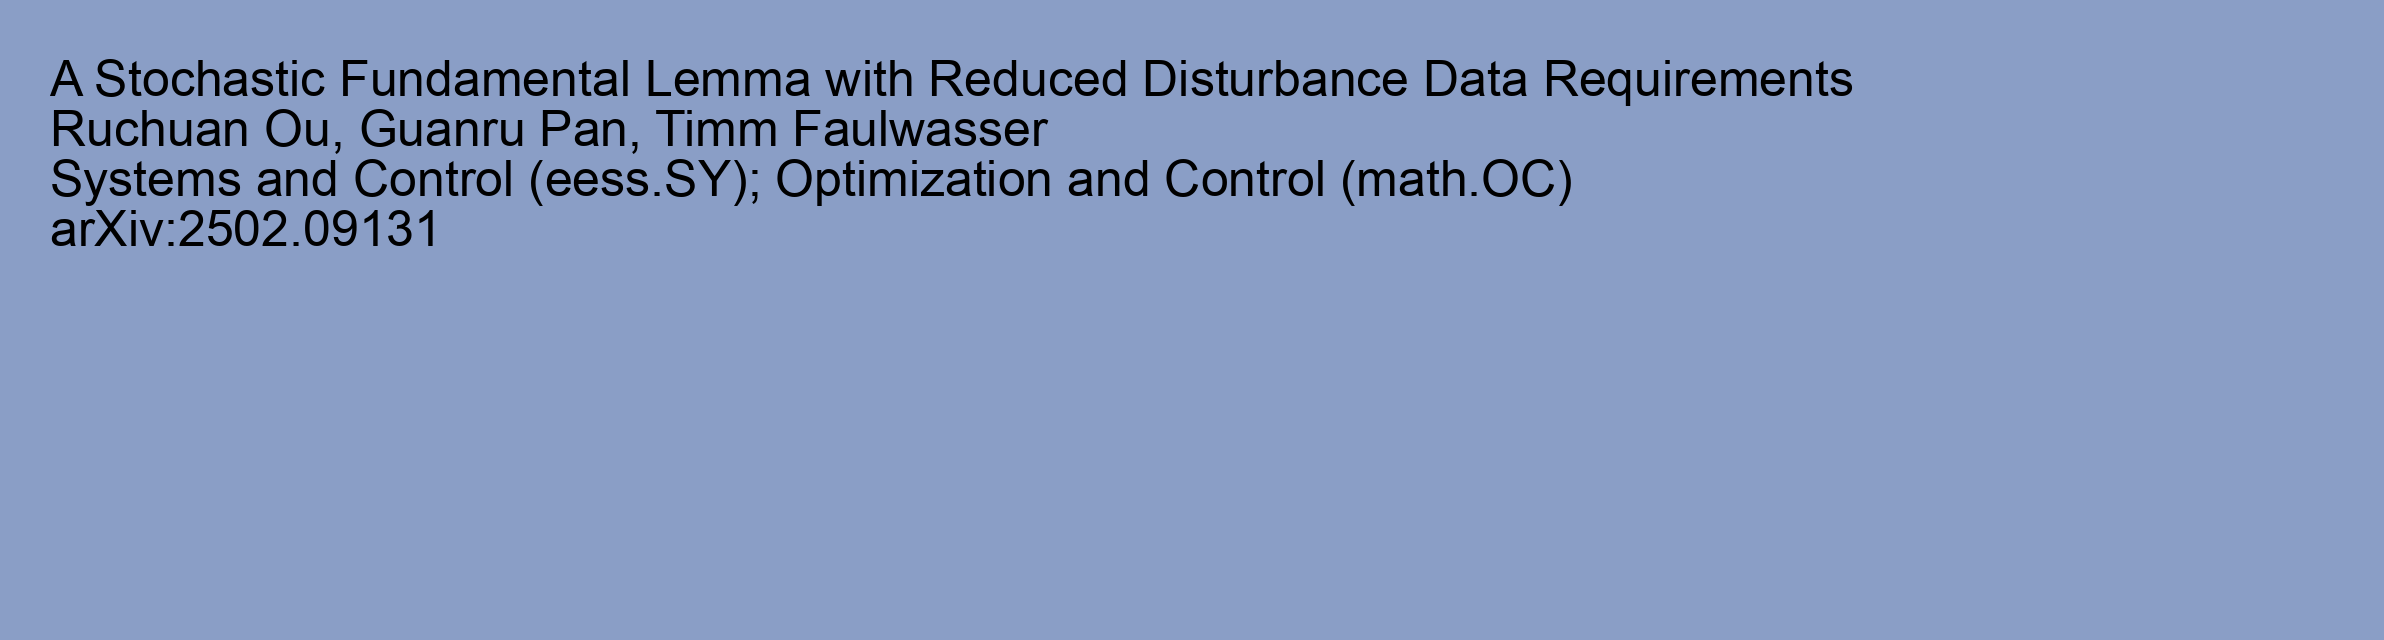 A Stochastic Fundamental Lemma with Reduced Disturbance Data Requirements
Ruchuan Ou, Guanru Pan, Timm Faulwasser
Systems and Control (eess.SY); Optimization and Control (math.OC)
arXiv:2502.09131